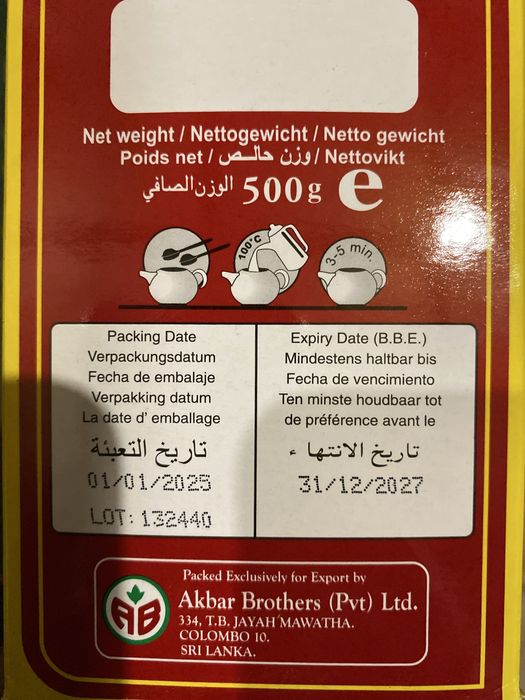 Net weight / Nettogewicht / Netto gewicht
Poids net / وزن حالــص / Nettovikt
الوزن الصافي 500g e
100°C
3-5 min.
Packing Date
Verpackungsdatum
Fecha de embalaje
Verpakking datum
La date d' emballage
تاريخ التعبئة
01/01/2025
LOT: 132440
Expiry Date (B.B.E.)
Mindestens haltbar bis
Fecha de vencimiento
Ten minste houdbaar tot
de préférence avant le
تاريخ الانتها ء
31/12/2027
AB
Packed Exclusively for Export by
Akbar Brothers (Pvt) Ltd.
334, T.B. JAYAH MAWATHA.
COLOMBO 10.
SRI LANKA.